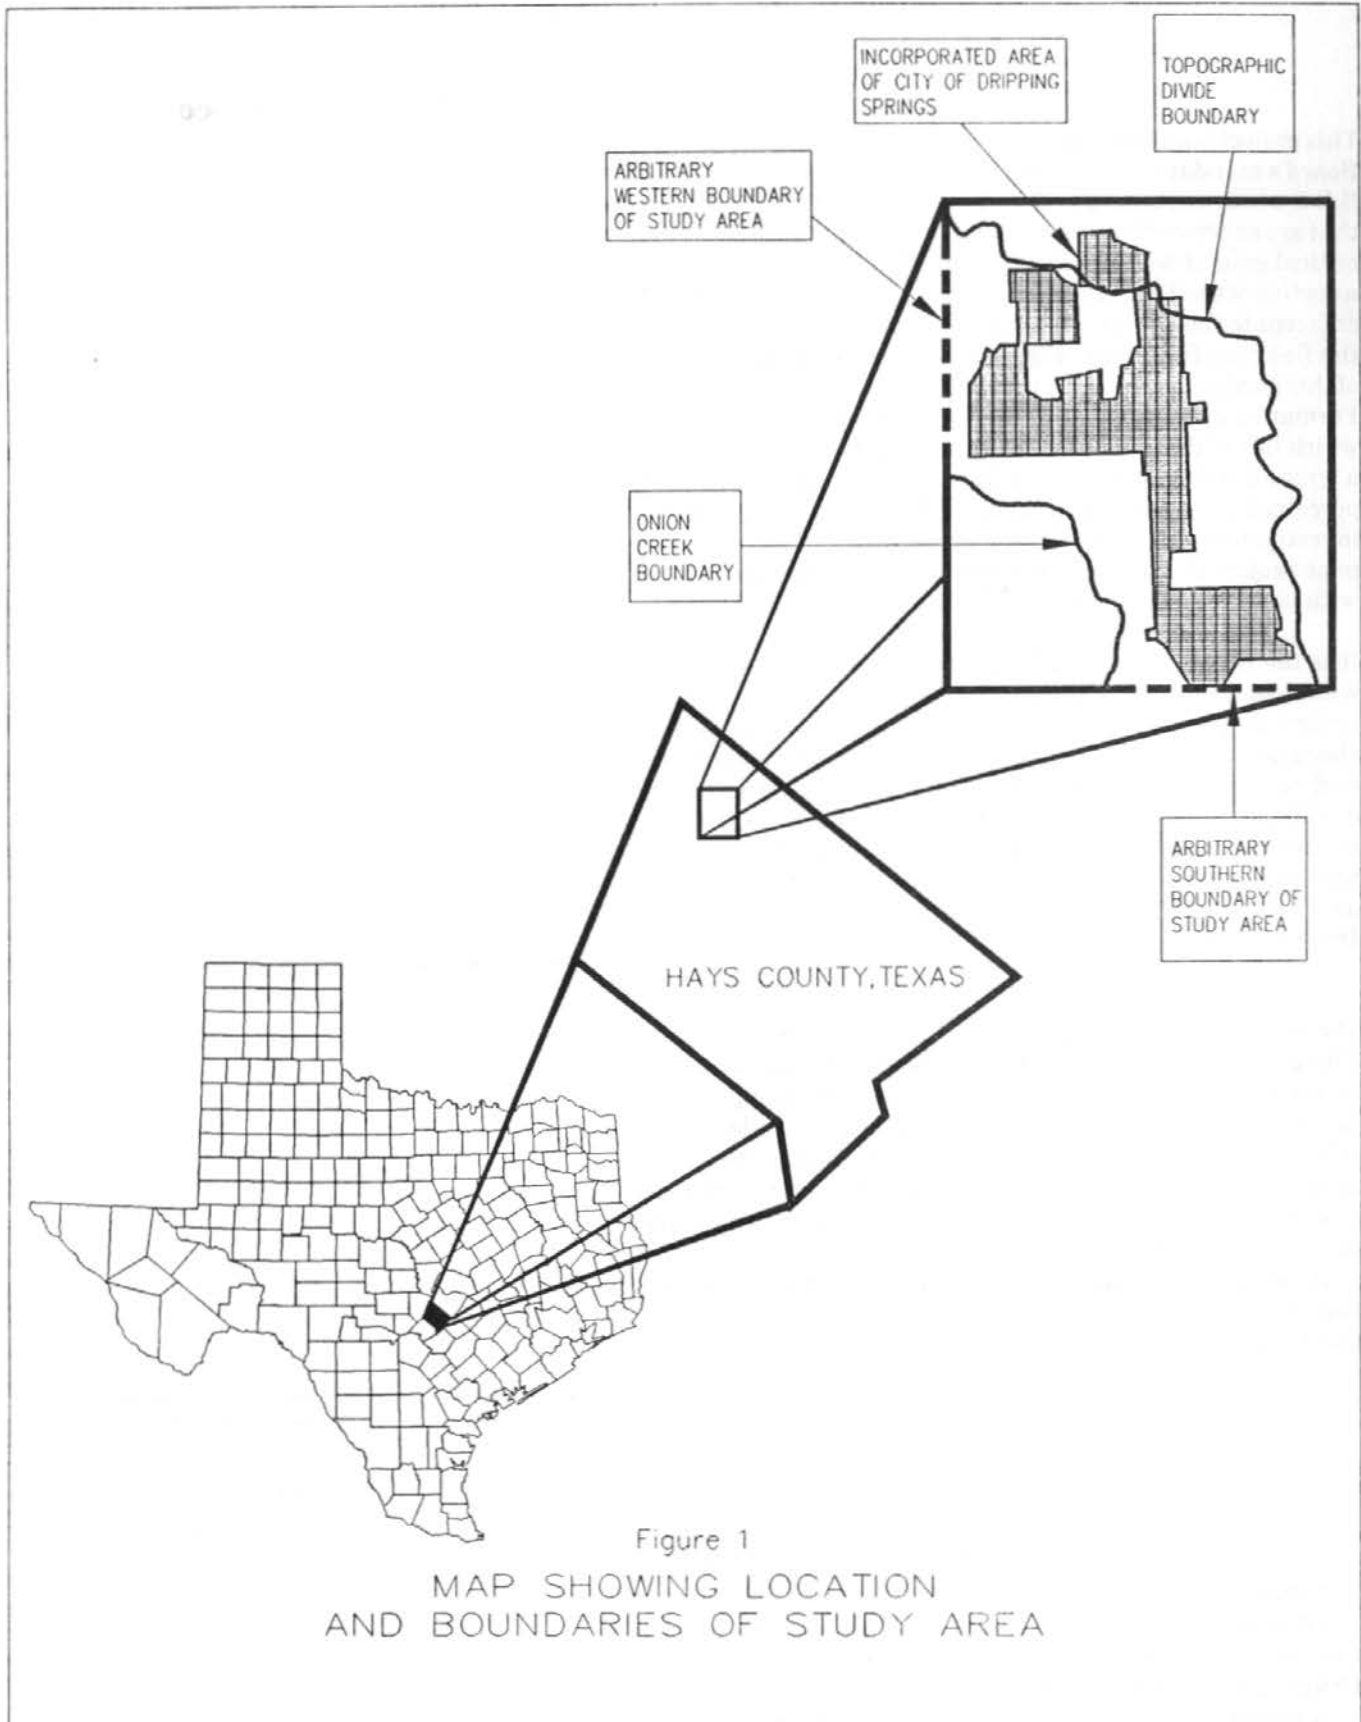 INCORPORATED AREA
OF CITY OF DRIPPING
SPRINGS
TOPOGRAPHIC
DIVIDE
BOUNDARY
ARBITRARY
WESTERN BOUNDARY
OF STUDY AREA
ONION
CREEK
BOUNDARY
ARBITRARY
SOUTHERN
BOUNDARY OF
STUDY AREA
HAYS COUNTY, TEXAS
Figure 1
MAP SHOWING LOCATION
AND BOUNDARIES OF STUDY AREA